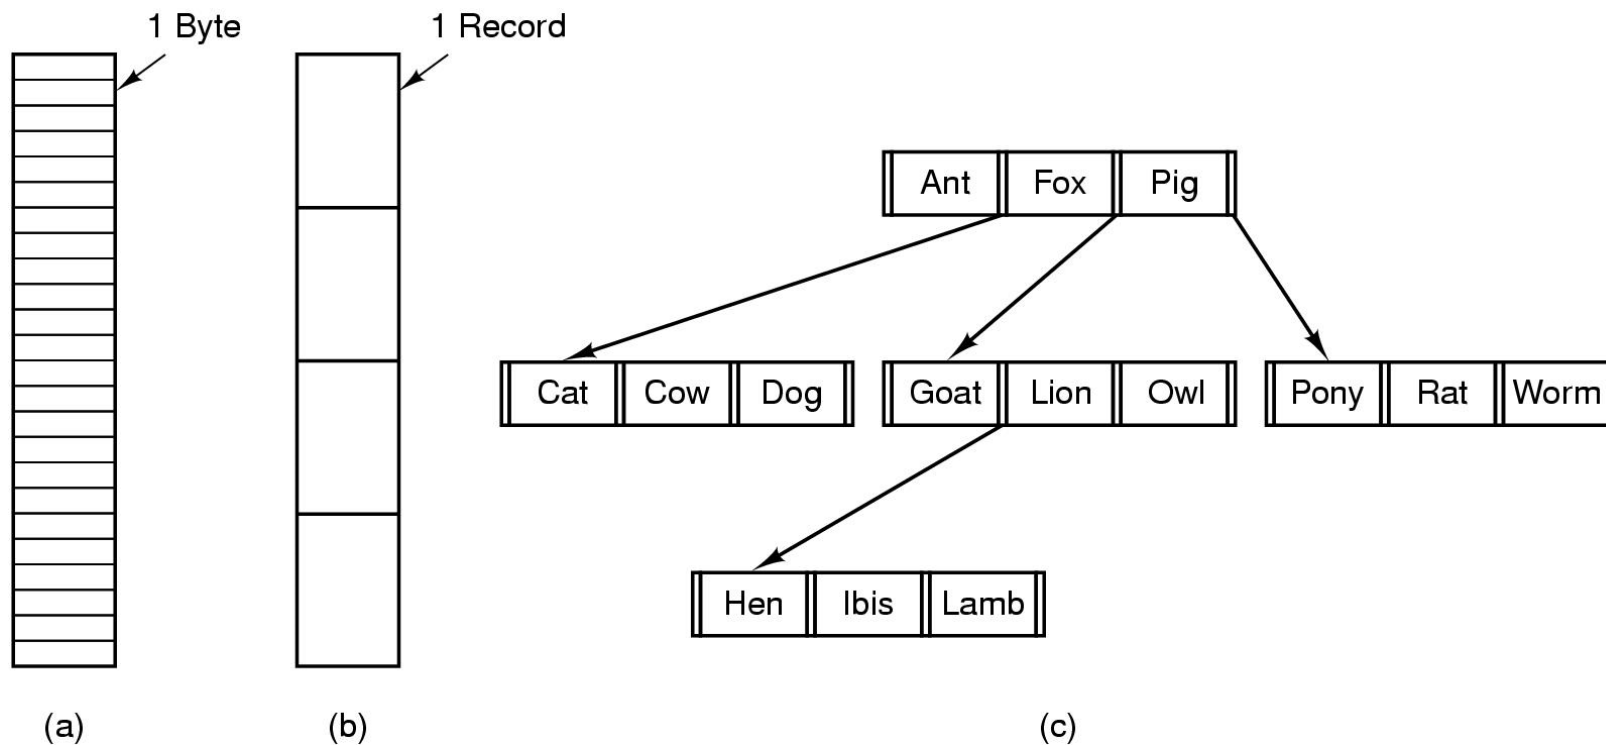 1 Byte
1 Record
Ant Fox Pig
Cat Cow Dog
Goat Lion Owl
Pony Rat Worm
Hen Ibis Lamb
(a)
(b)
(c)